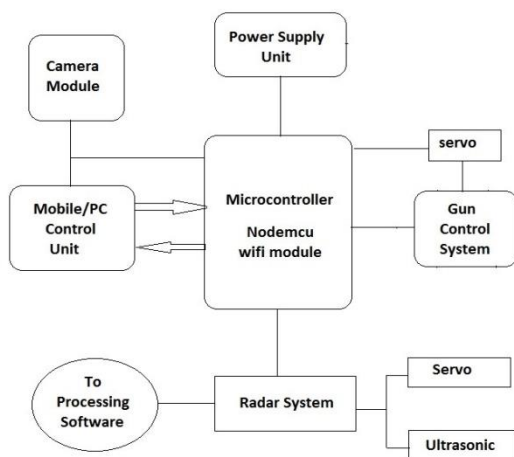 Power Supply
Unit
Camera
Module
servo
Mobile/PC
Control
Unit
Microcontroller
Nodemcu
wifi module
Gun
Control
System
To
Processing
Software
Radar System
Servo
Ultrasonic